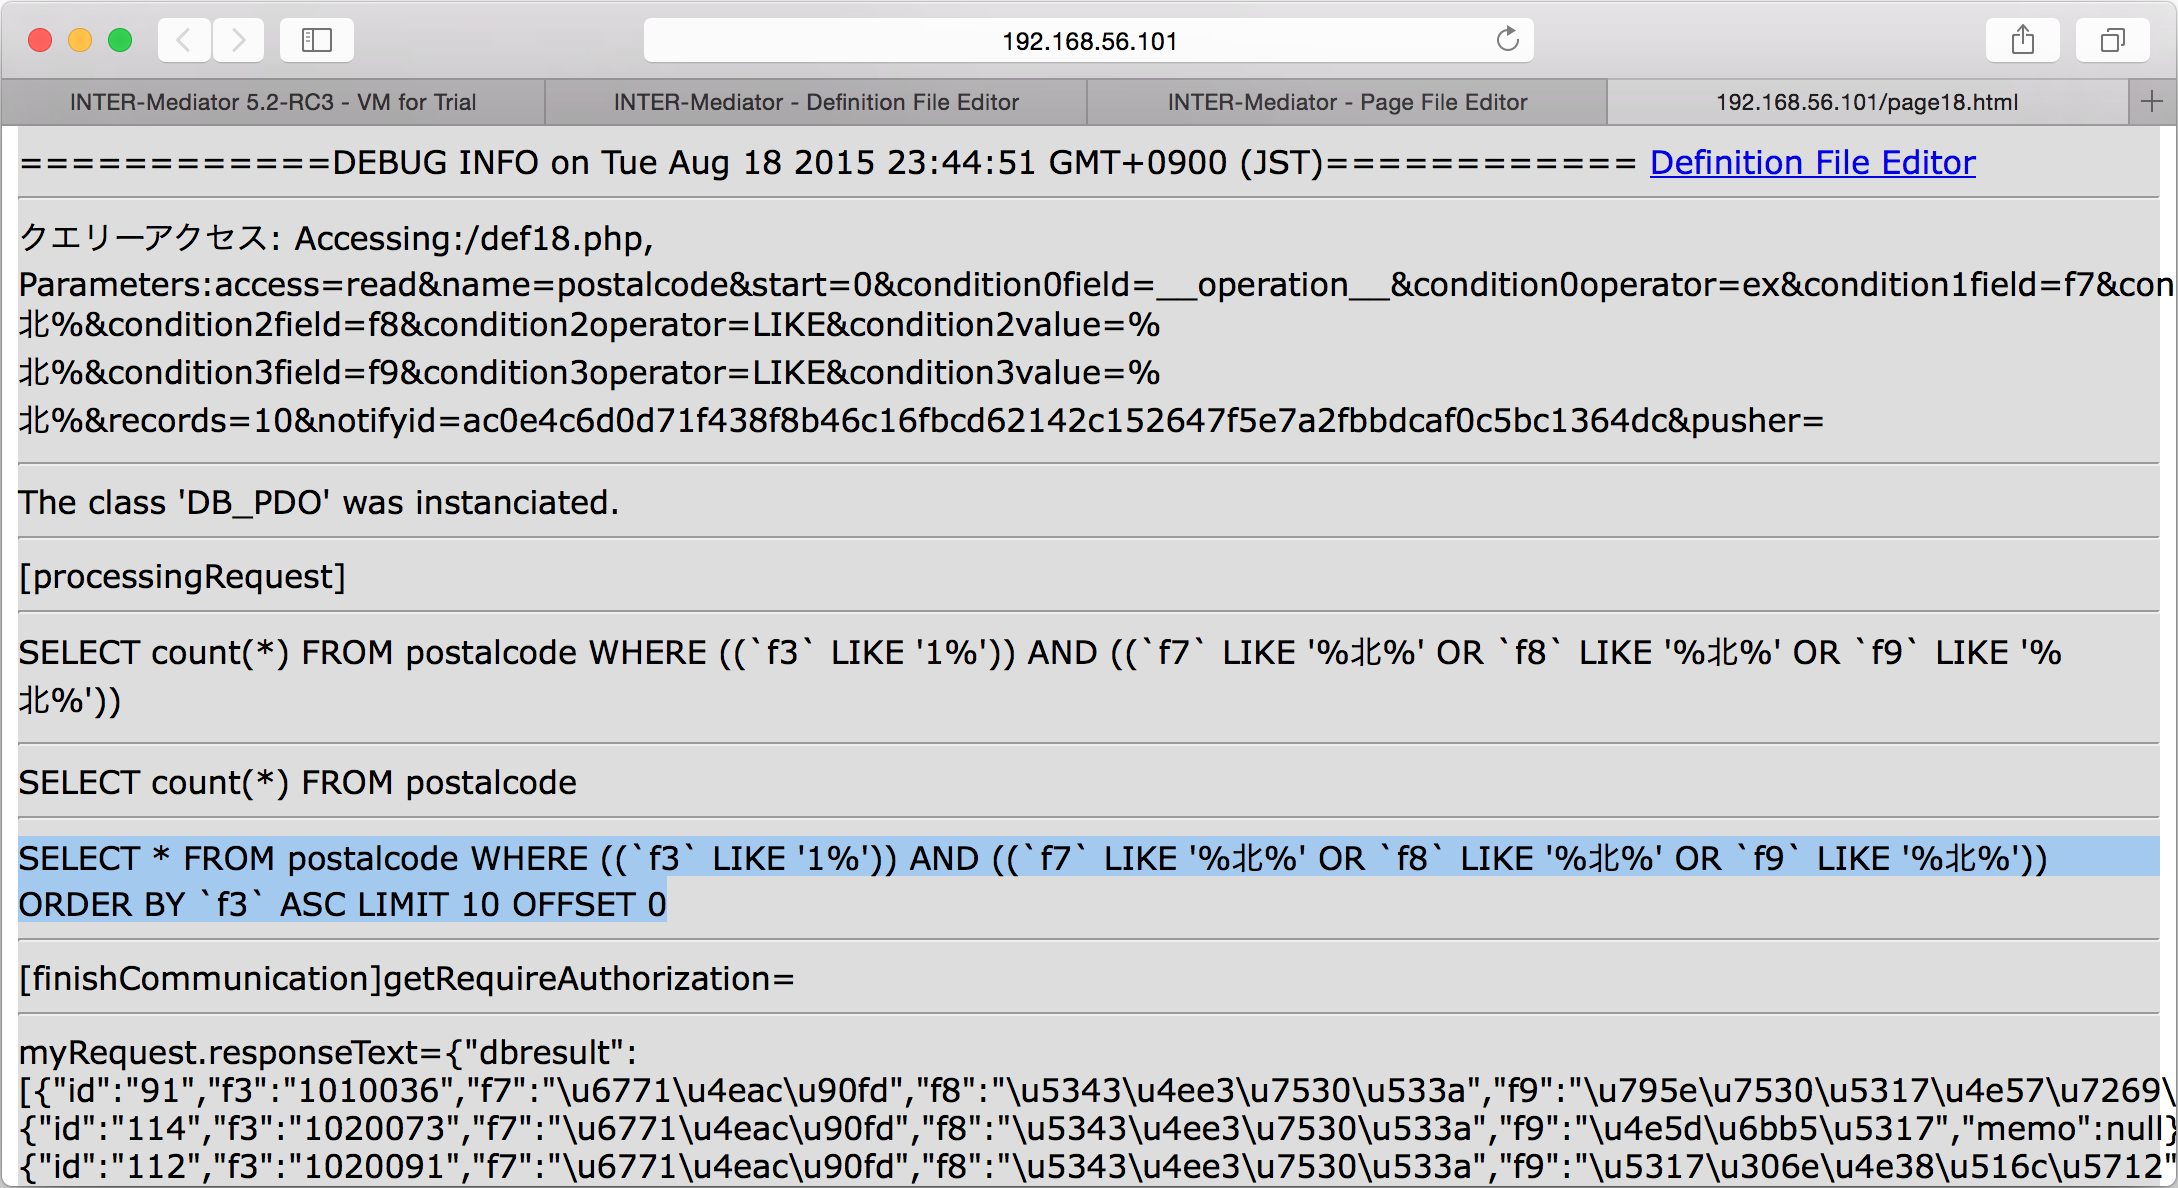 192.168.56.101
INTER-Mediator 5.2-RC3 - VM for Trial
INTER-Mediator - Definition File Editor
INTER-Mediator - Page File Editor
192.168.56.101/page18.html
============DEBUG INFO on Tue Aug 18 2015 23:44:51 GMT+0900 (JST)============ Definition File Editor
クエリーアクセス: Accessing:/def18.php,
Parameters:access=read&name=postalcode&start=0&condition0field=__operation__&condition0operator=ex&condition1field=f7&con
北%&condition2field=f8&condition2operator=LIKE&condition2value=%
北%&condition3field=f9&condition3operator=LIKE&condition3value=%
北%&records=10&notifyid=ac0e4c6d0d71f438f8b46c16fbcd62142c152647f5e7a2fbbdcaf0c5bc1364dc&pusher=
The class 'DB_PDO' was instanciated.
[processingRequest]
SELECT count(*) FROM postalcode WHERE ((`f3` LIKE '1%')) AND ((`f7` LIKE '%北%' OR `f8` LIKE '%北%' OR `f9` LIKE '%
北%'))
SELECT count(*) FROM postalcode
SELECT * FROM postalcode WHERE ((`f3` LIKE '1%')) AND ((`f7` LIKE '%北%' OR `f8` LIKE '%北%' OR `f9` LIKE '%北%'))
ORDER BY `f3` ASC LIMIT 10 OFFSET 0
[finishCommunication]getRequireAuthorization=
myRequest.responseText={"dbresult":
[{"id":"91","f3":"1010036","f7":"\u6771\u4eac\u90fd","f8":"\u5343\u4ee3\u7530\u533a","f9":"\u795e\u7530\u5317\u4e57\u7269\
{"id":"114","f3":"1020073","f7":"\u6771\u4eac\u90fd","f8":"\u5343\u4ee3\u7530\u533a","f9":"\u4e5d\u6bb5\u5317","memo":null}
{"id":"112","f3":"1020091","f7":"\u6771\u4eac\u90fd","f8":"\u5343\u4ee3\u7530\u533a","f9":"\u5317\u306e\u4e38\u516c\u5712"